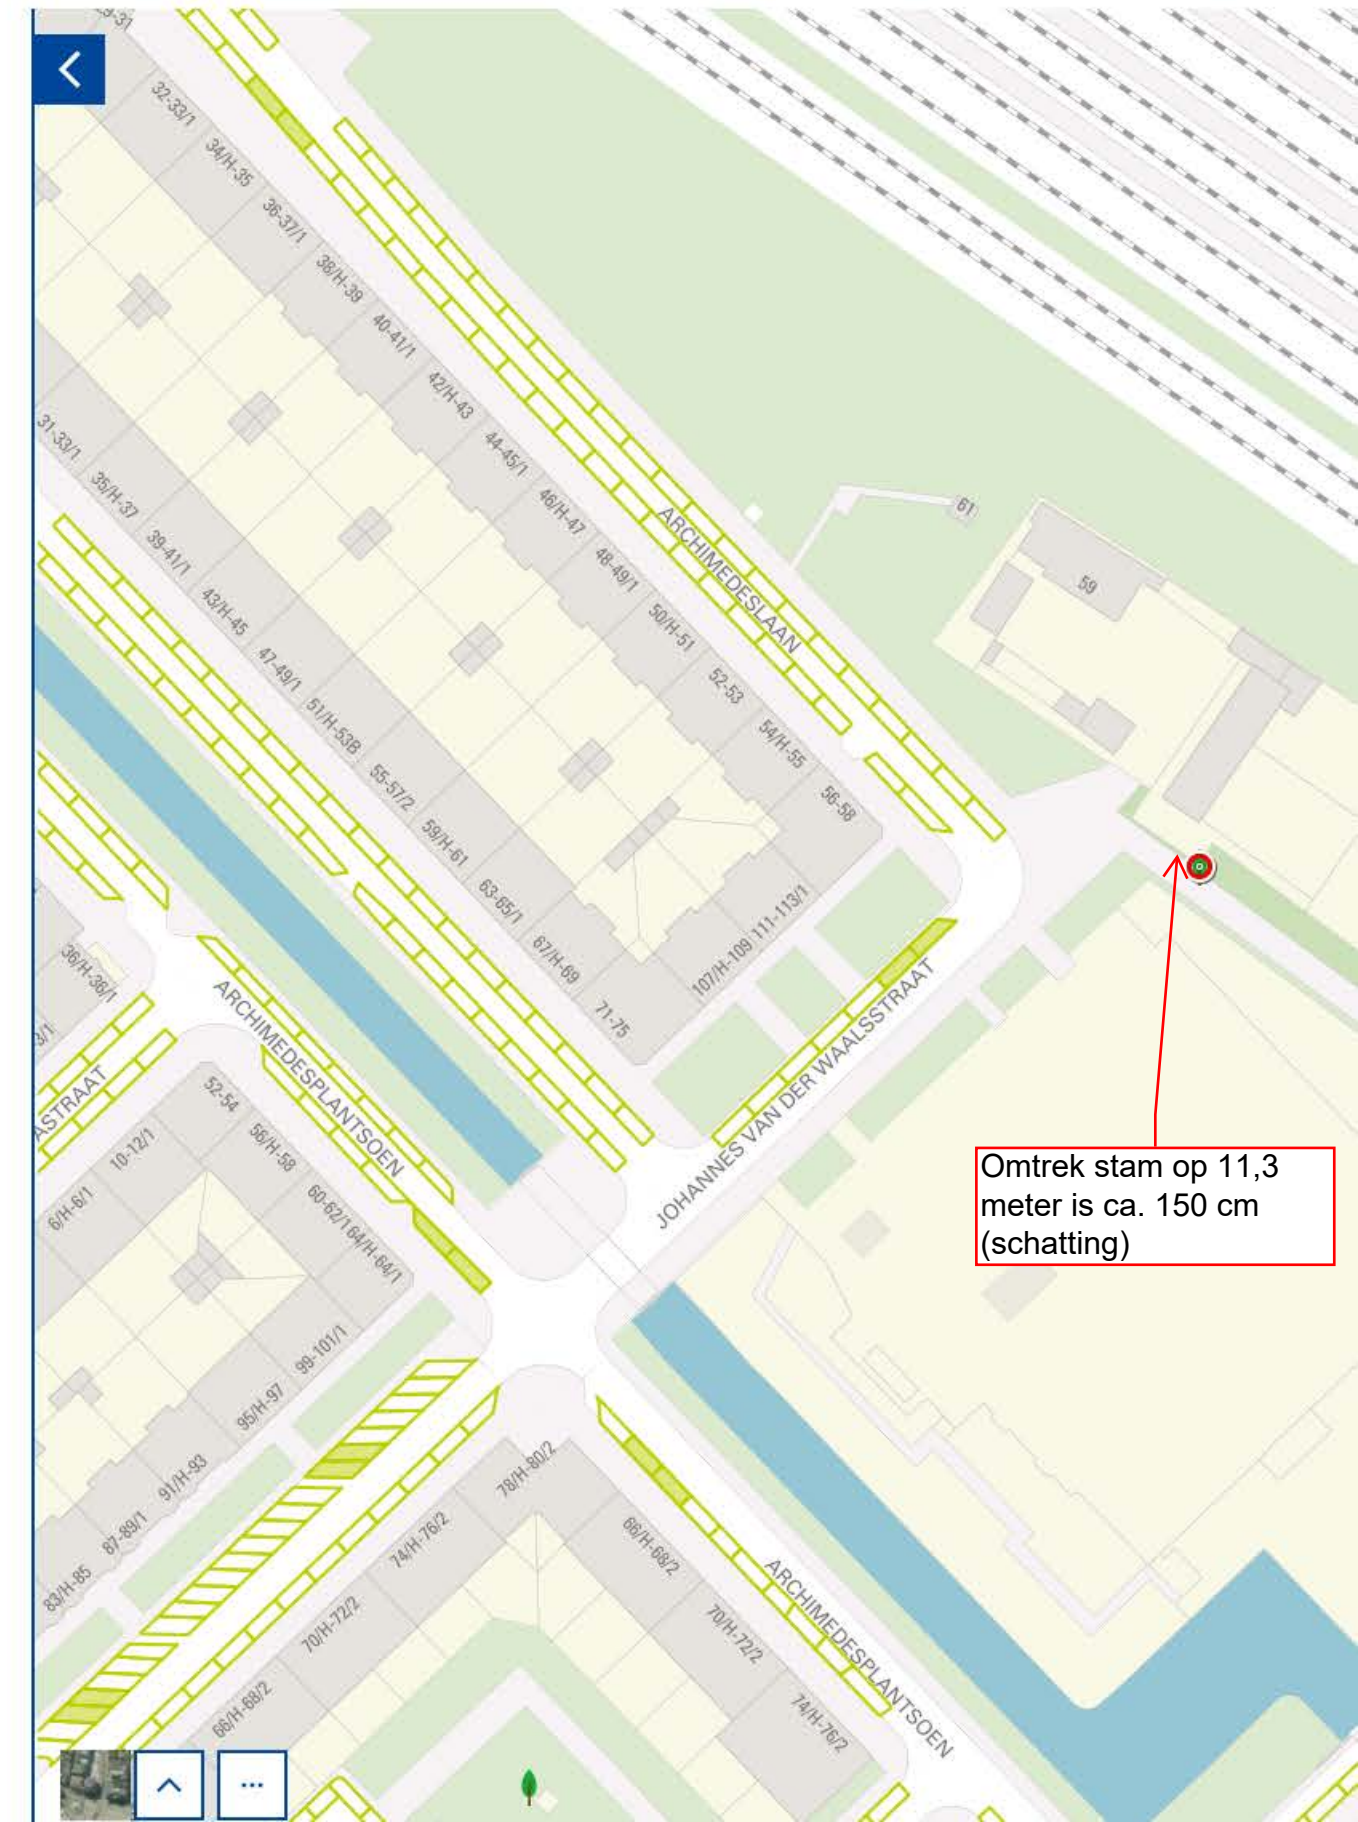 29-31
32-33/1
34/H-35
36-37/1
38/H-39
40-41/1
42/H-43
44-45/1
46/H-47
48-49/1
50/H-51
52-53
54/H-55
56-58
ARCHIMEDESLAAN
61
59
31-33/1
35/H-37
39-41/1
43/H-45
47-49/1
51/H-53B
55-57/2
59/H-61
63-65/1
67/H-69
71-75
107/H-109
111-113/1
JOHANNES VAN DER WAALSSTRAAT
36/H-36/1
3/1
ASTRAAT
ARCHIMEDESPLANTSOEN
52-54
56/H-58
60-62/1
64/H-64/1
10-12/1
6/H-6/1
99-101/1
95/H-97
91/H-93
87-89/1
83/H-85
Omtrek stam op 11,3
meter is ca. 150 cm
(schatting)
78/H-80/2
74/H-76/2
70/H-72/2
66/H-68/2
66/H-68/2
70/H-72/2
74/H-76/2
ARCHIMEDESPLANTSOEN